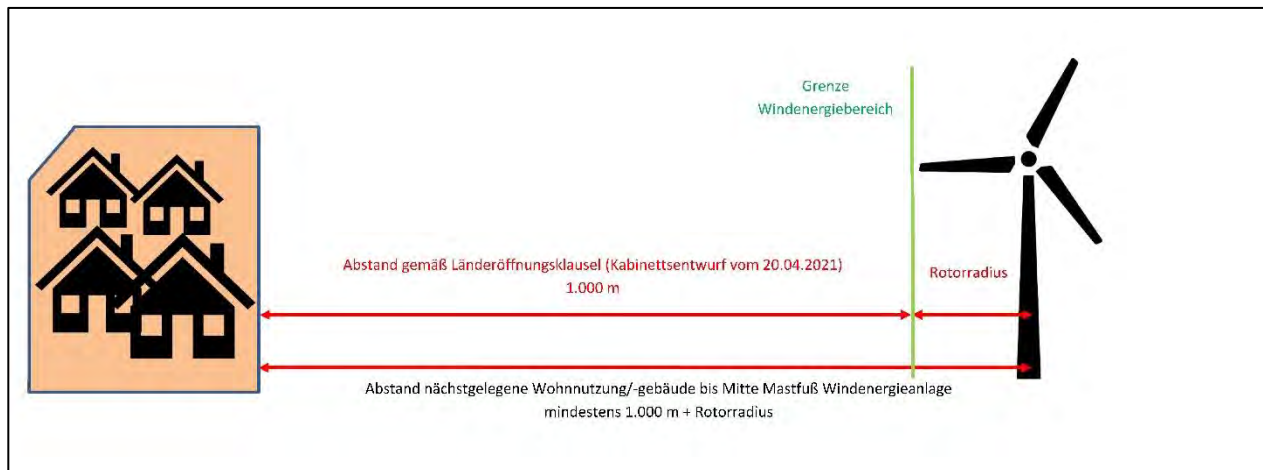 Grenze
Windenergiebereich
Abstand gemäß Länderöffnungsklausel (Kabinettsentwurf vom 20.04.2021)
1.000 m
Rotorradius
Abstand nächstgelegene Wohnnutzung/-gebäude bis Mitte Mastfuß Windenergieanlage
mindestens 1.000 m + Rotorradius